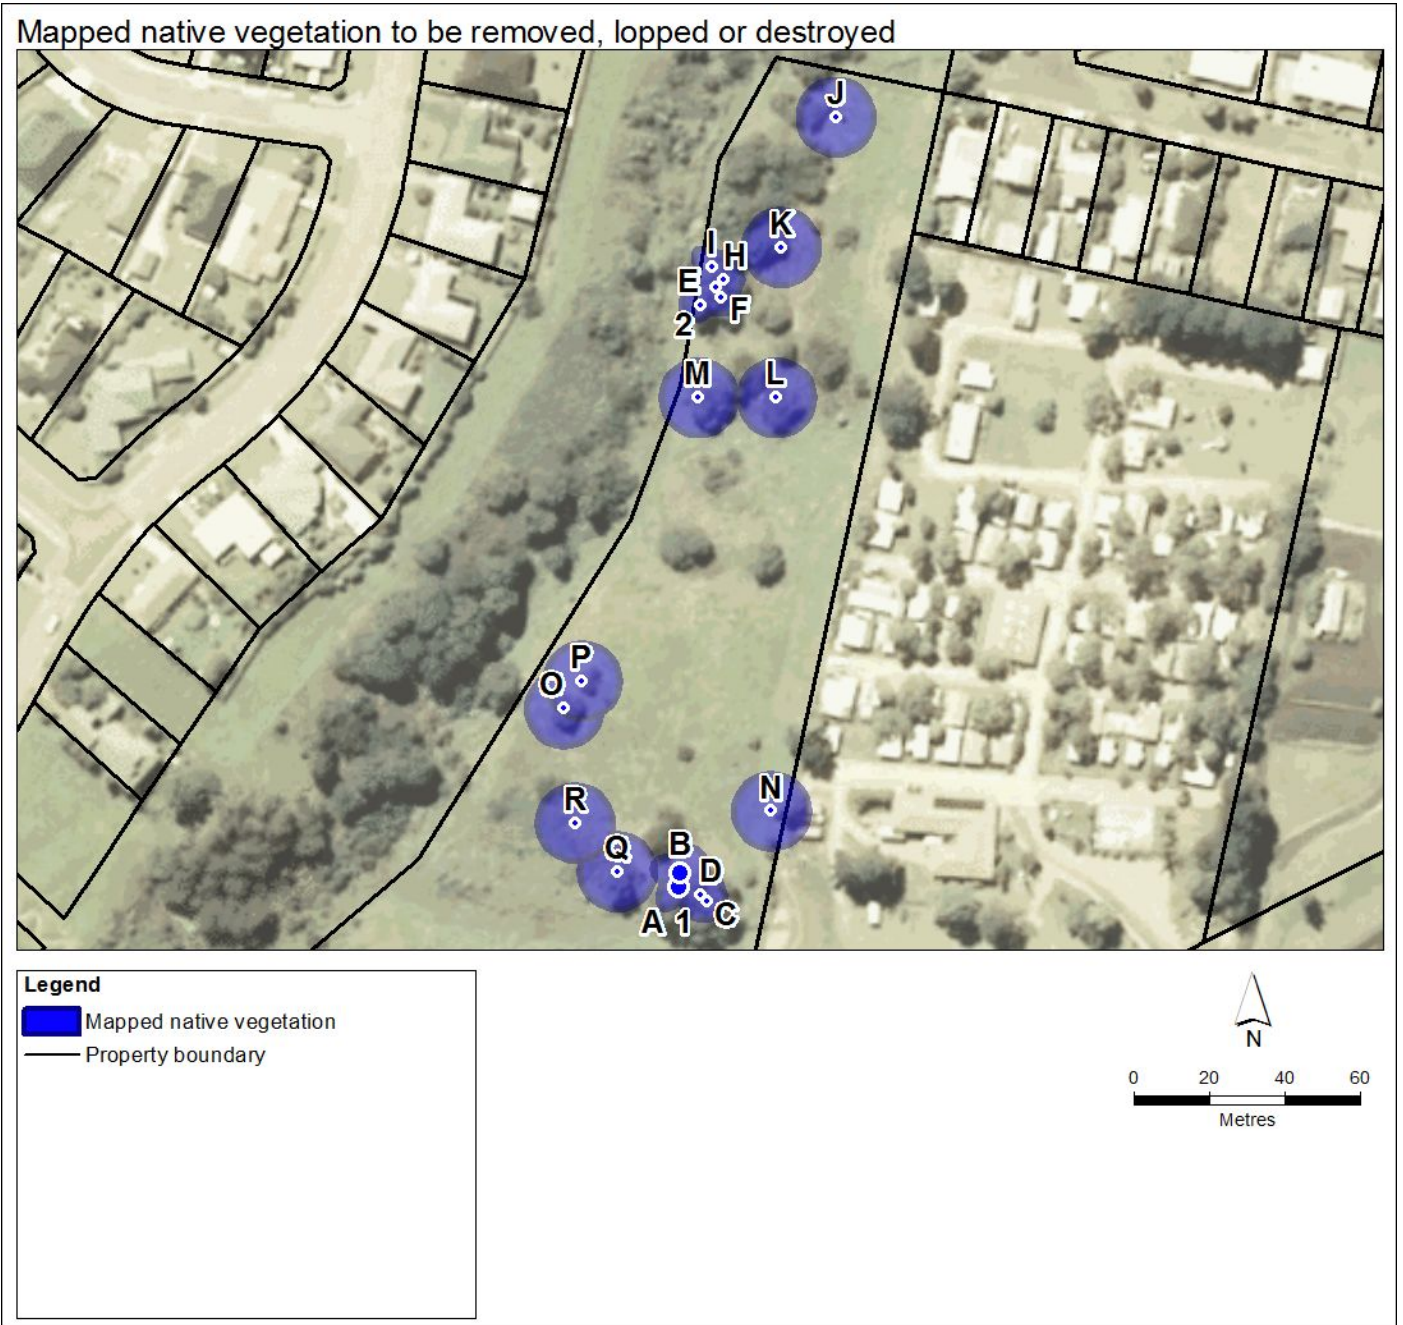 Mapped native vegetation to be removed, lopped or destroyed
J
K
I
H
E
F
2
M
L
P
O
N
R
Q
B
D
A
1
C
Legend
Mapped native vegetation
Property boundary
N
0 20 40 60
Metres